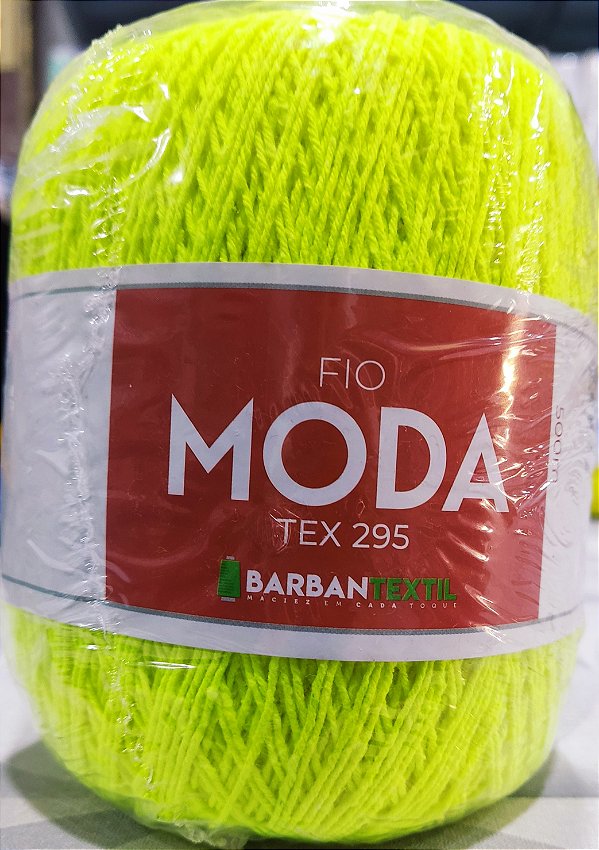 FIO
MODA
TEX 295
BARBANTEXTIL
MACIEZ EM CADA TOQUE
500m